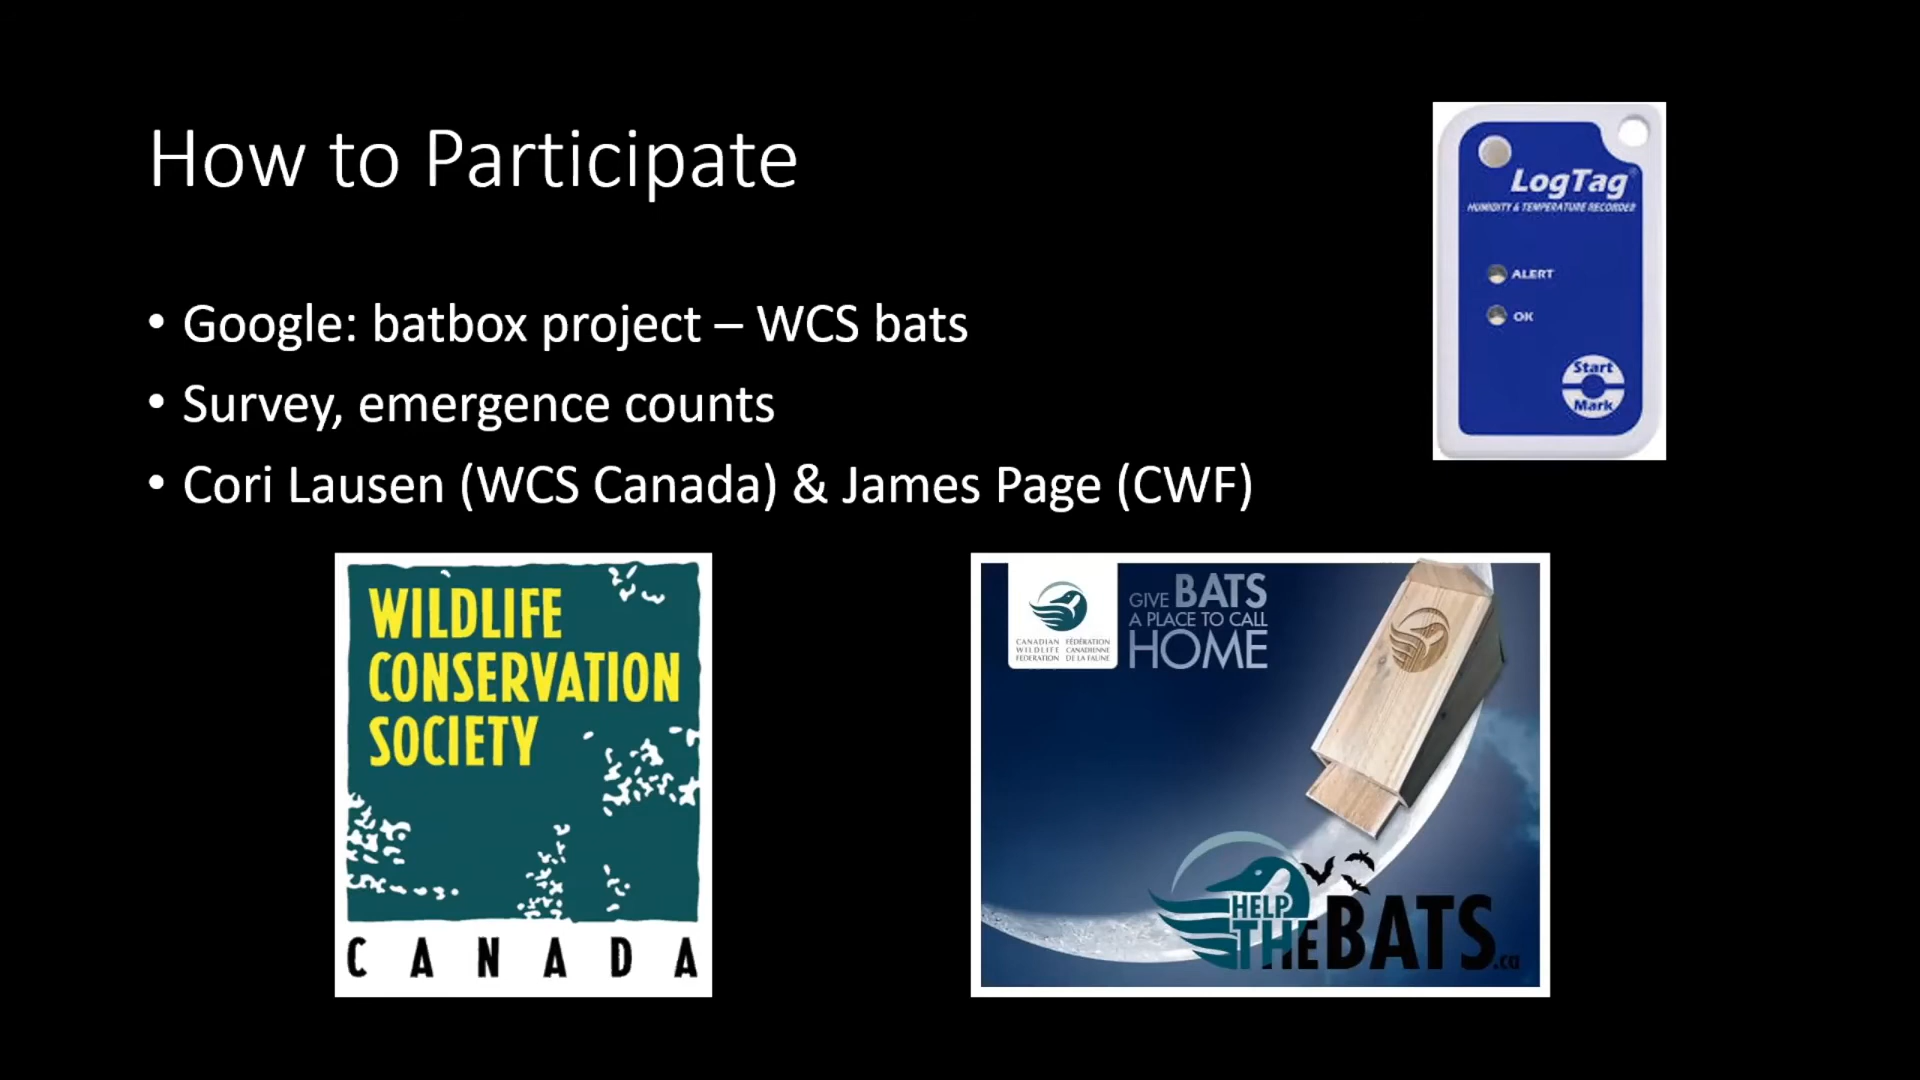 How to Participate
• Google: batbox project – WCS bats
• Survey, emergence counts
• Cori Lausen (WCS Canada) & James Page (CWF)
LogTag
HUMIDITY & TEMPERATURE RECORDER
ALERT
OK
Start
Mark
WILDLIFE
CONSERVATION
SOCIETY
CANADA
CANADIAN FÉDÉRATION
WILDLIFE CANADIENNE
FEDERATION DE LA FAUNE
GIVE BATS
A PLACE TO CALL
HOME
HELP
THE BATS.ca